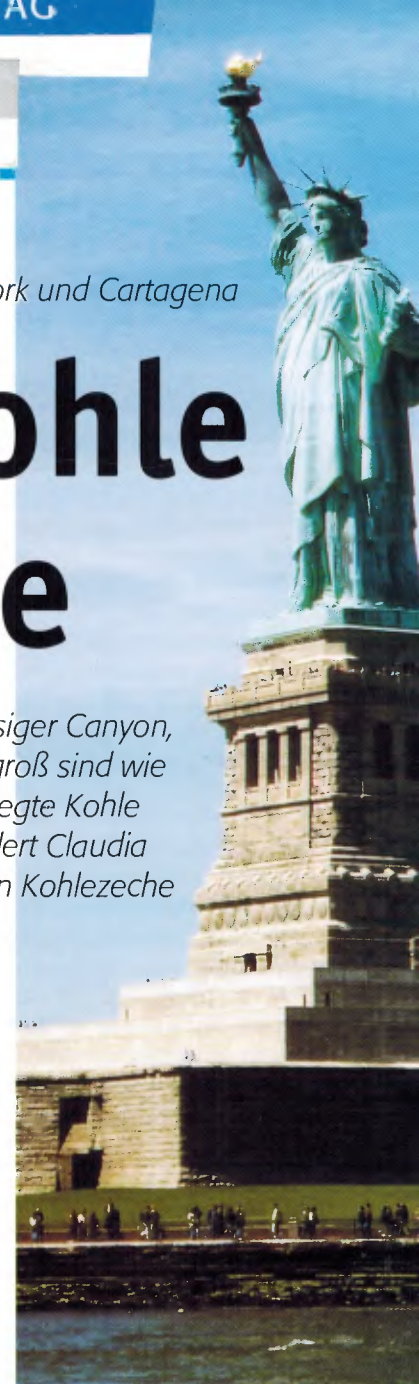 AG
ork und Cartagena
ohle
e
siger Canyon,
groß sind wie
egte Kohle
dert Claudia
n Kohlezeche